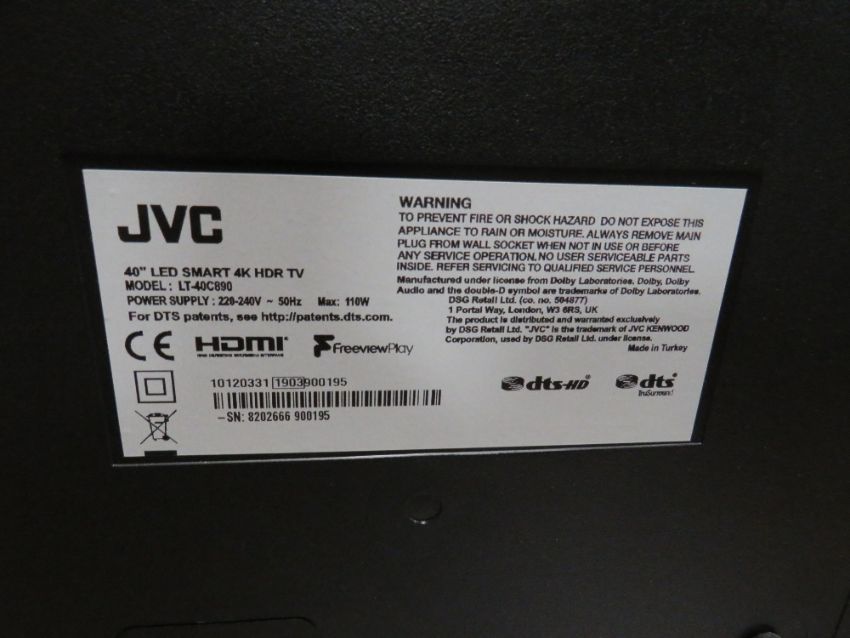 JVC
40" LED SMART 4K HDR TV
MODEL : LT-40C890
POWER SUPPLY : 220-240V ~ 50Hz Max: 110W
For DTS patents, see http://patents.dts.com.
CE HDMI Freeview Play
HIGH DEFINITION MULTIMEDIA INTERFACE
10120331 1903 900195
-SN: 8202666 900195
WARNING
TO PREVENT FIRE OR SHOCK HAZARD DO NOT EXPOSE THIS
APPLIANCE TO RAIN OR MOISTURE. ALWAYS REMOVE MAIN
PLUG FROM WALL SOCKET WHEN NOT IN USE OR BEFORE
ANY SERVICE OPERATION. NO USER SERVICEABLE PARTS
INSIDE. REFER SERVICING TO QUALIFIED SERVICE PERSONNEL.
Manufactured under license from Dolby Laboratories. Dolby, Dolby
Audio and the double-D symbol are trademarks of Dolby Laboratories.
DSG Retail Ltd. (co. no. 504877)
1 Portal Way, London, W3 6RS, UK
The product is distributed and warranted exclusively
by DSG Retail Ltd. "JVC" is the trademark of JVC KENWOOD
Corporation, used by DSG Retail Ltd. under license.
Made in Turkey
dts-HD dts
TruSurround